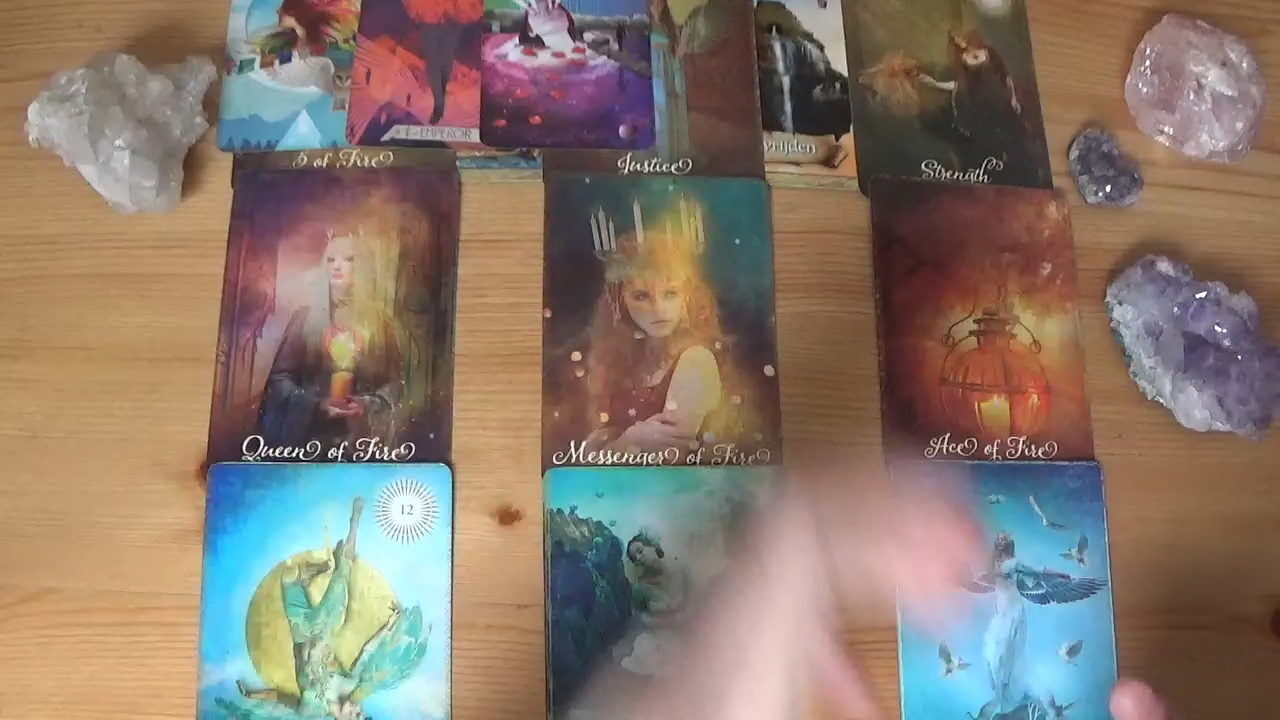 EMPEROR
vrijden
5 of Fire
Justice
Strength
Queen of Fire
Messenger of Fire
Ace of Fire
12